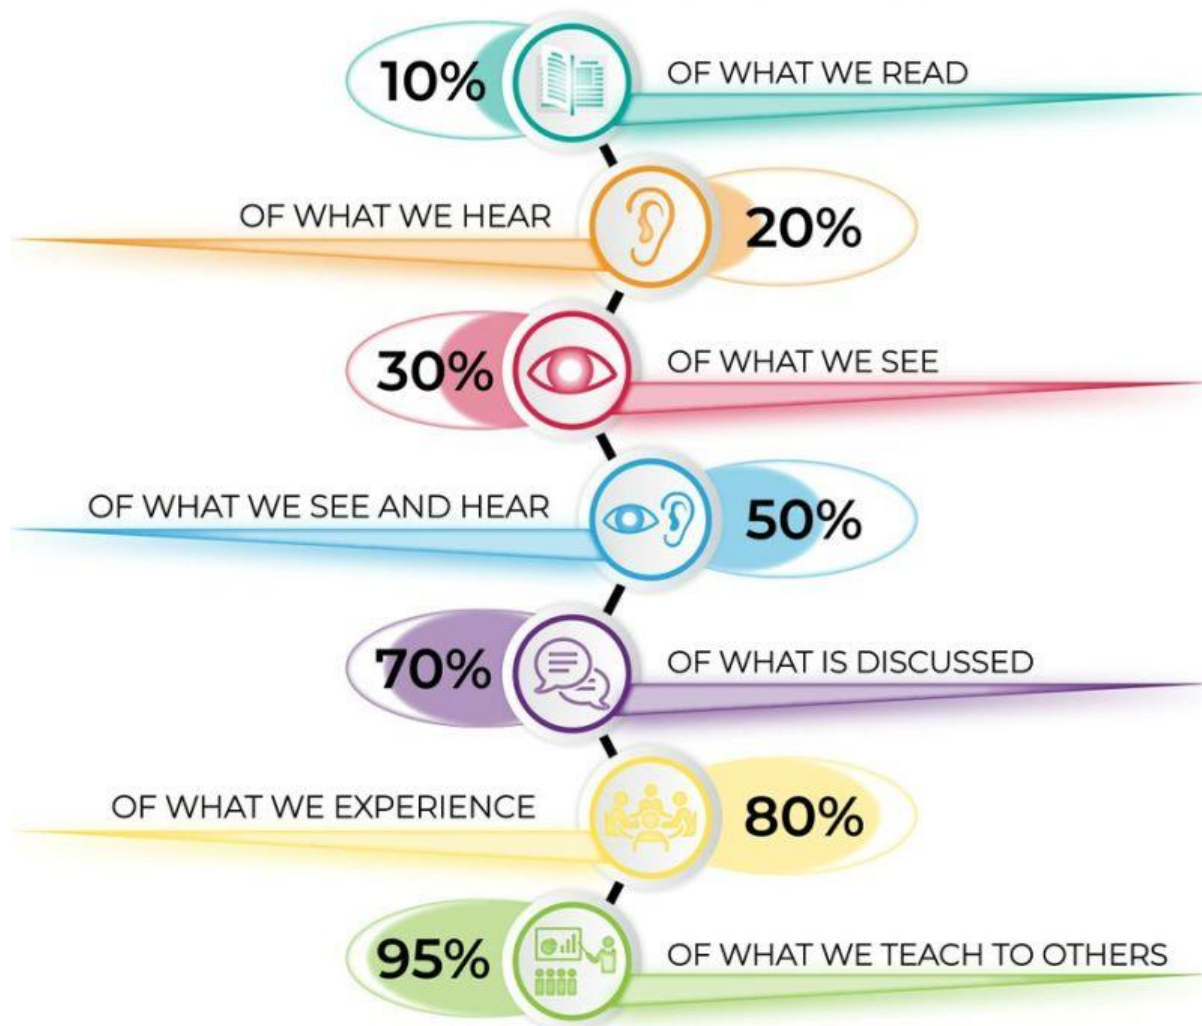 10% OF WHAT WE READ
OF WHAT WE HEAR 20%
30% OF WHAT WE SEE
OF WHAT WE SEE AND HEAR 50%
70% OF WHAT IS DISCUSSED
OF WHAT WE EXPERIENCE 80%
95% OF WHAT WE TEACH TO OTHERS